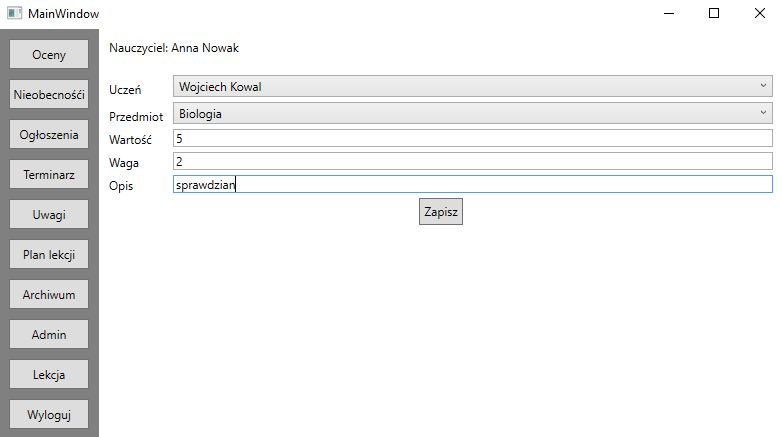 MainWindow
Oceny
Nieobecnośći
Ogłoszenia
Terminarz
Uwagi
Plan lekcji
Archiwum
Admin
Lekcja
Wyloguj
Nauczyciel: Anna Nowak
Uczeń Wojciech Kowal
Przedmiot Biologia
Wartość 5
Waga 2
Opis sprawdzian
Zapisz